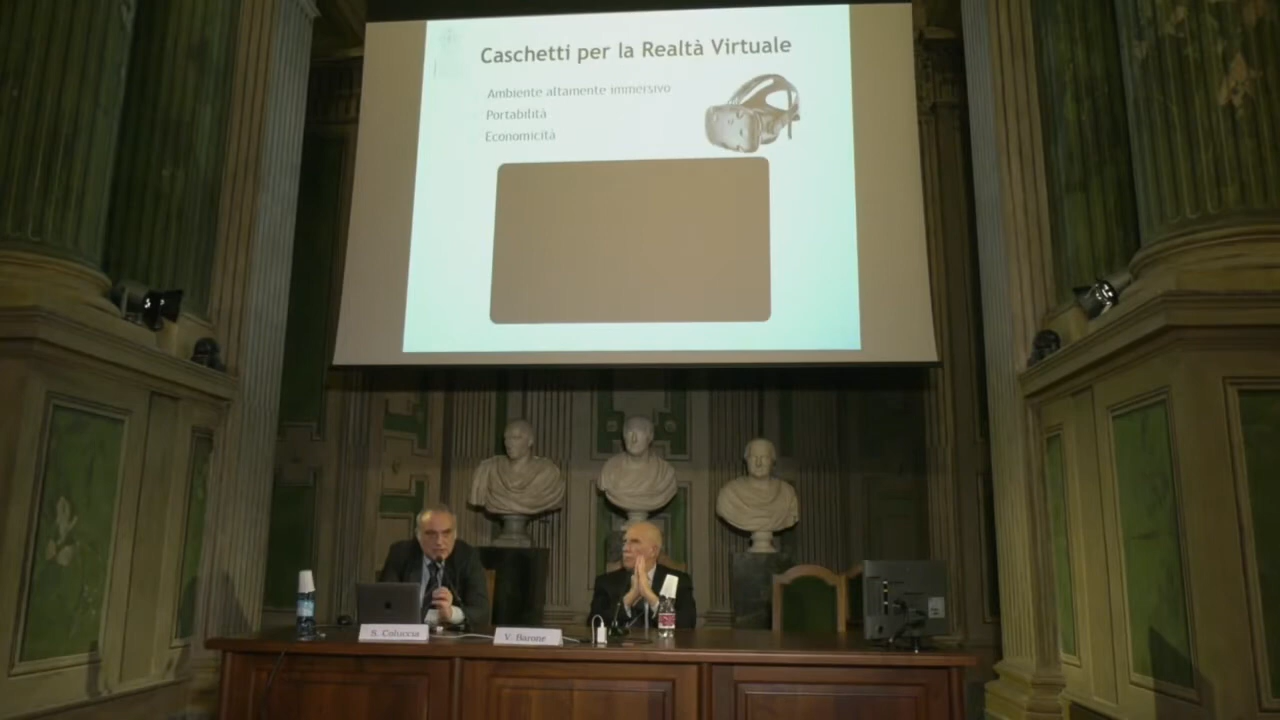 Caschetti per la Realtà Virtuale
Ambiente altamente immersivo
Portabilità
Economicità
S. Coluccia
V. Barone